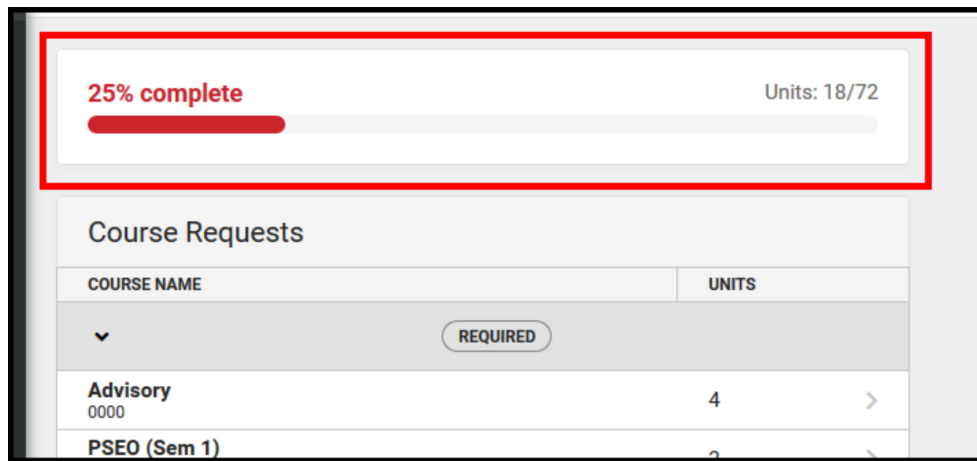 25% complete
Units: 18/72
Course Requests
COURSE NAME UNITS
REQUIRED
Advisory 4
0000
PSEO (Sem 1)